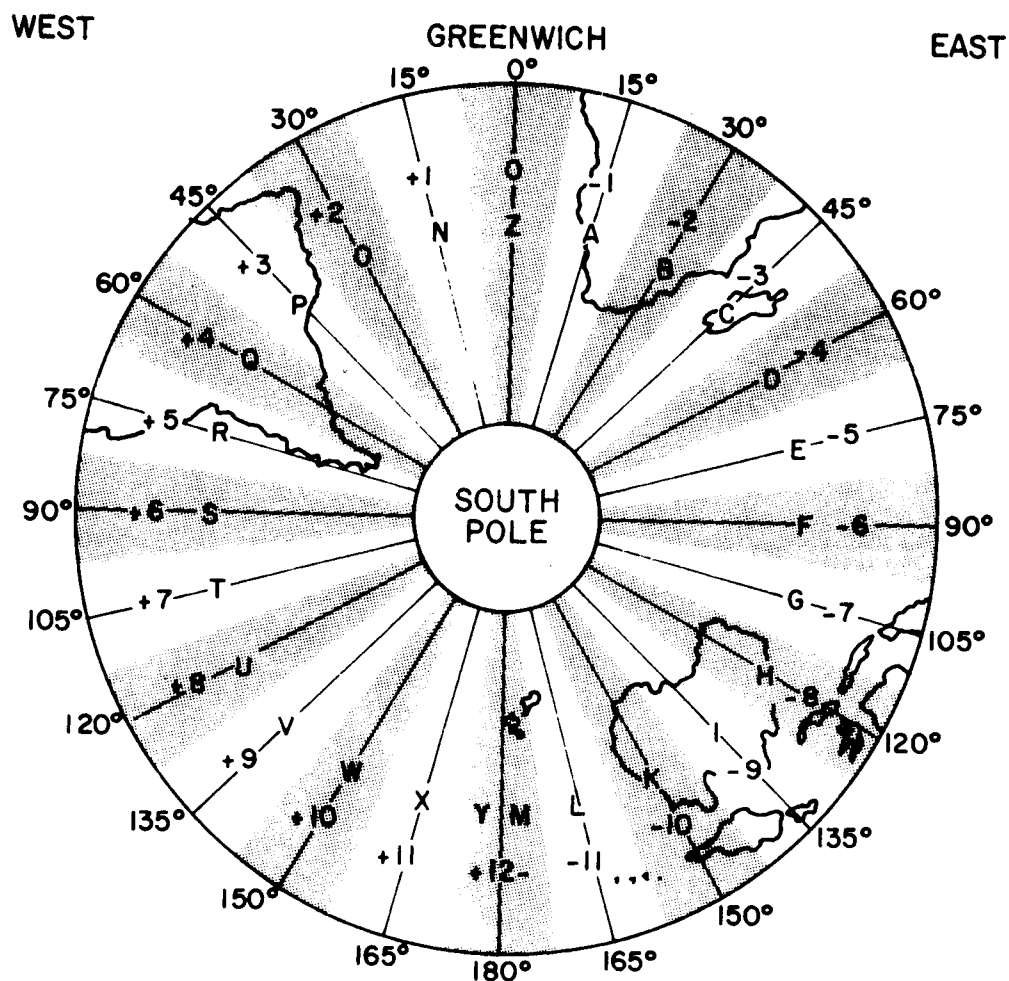 WEST
GREENWICH
EAST
0°
15°
30°
45°
60°
75°
90°
105°
120°
135°
150°
165°
180°
165°
150°
135°
120°
105°
90°
75°
60°
45°
30°
15°
0 Z
-1 A
-2 B
-3 C
D -4
E -5
F -6
G -7
H -8
I -9
K -10
L -11
Y M
+12-
X +11
W +10
V +9
+8 U
+7 T
+6 S
+5 R
+4 Q
+3 P
+2 O
+1 N
SOUTH
POLE